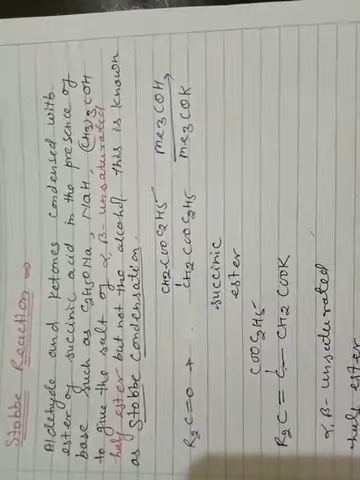 Stobbe Reaction
Aldehyde and ketones condensed with
ester of succinic acid in the presence of
base such as C2H5ONa, NaH, (CH3)3COH
to give the salt of α, β-unsaturated
half ester but not the alcohol this is known
as Stobbe condensation.
CH2COOC2H5 me3COH
R2C=O + CH2COOC2H5 me3COK
succinic
ester
COOC2H5
R2C = C – CH2COOK
α, β-unsaturated
half ester